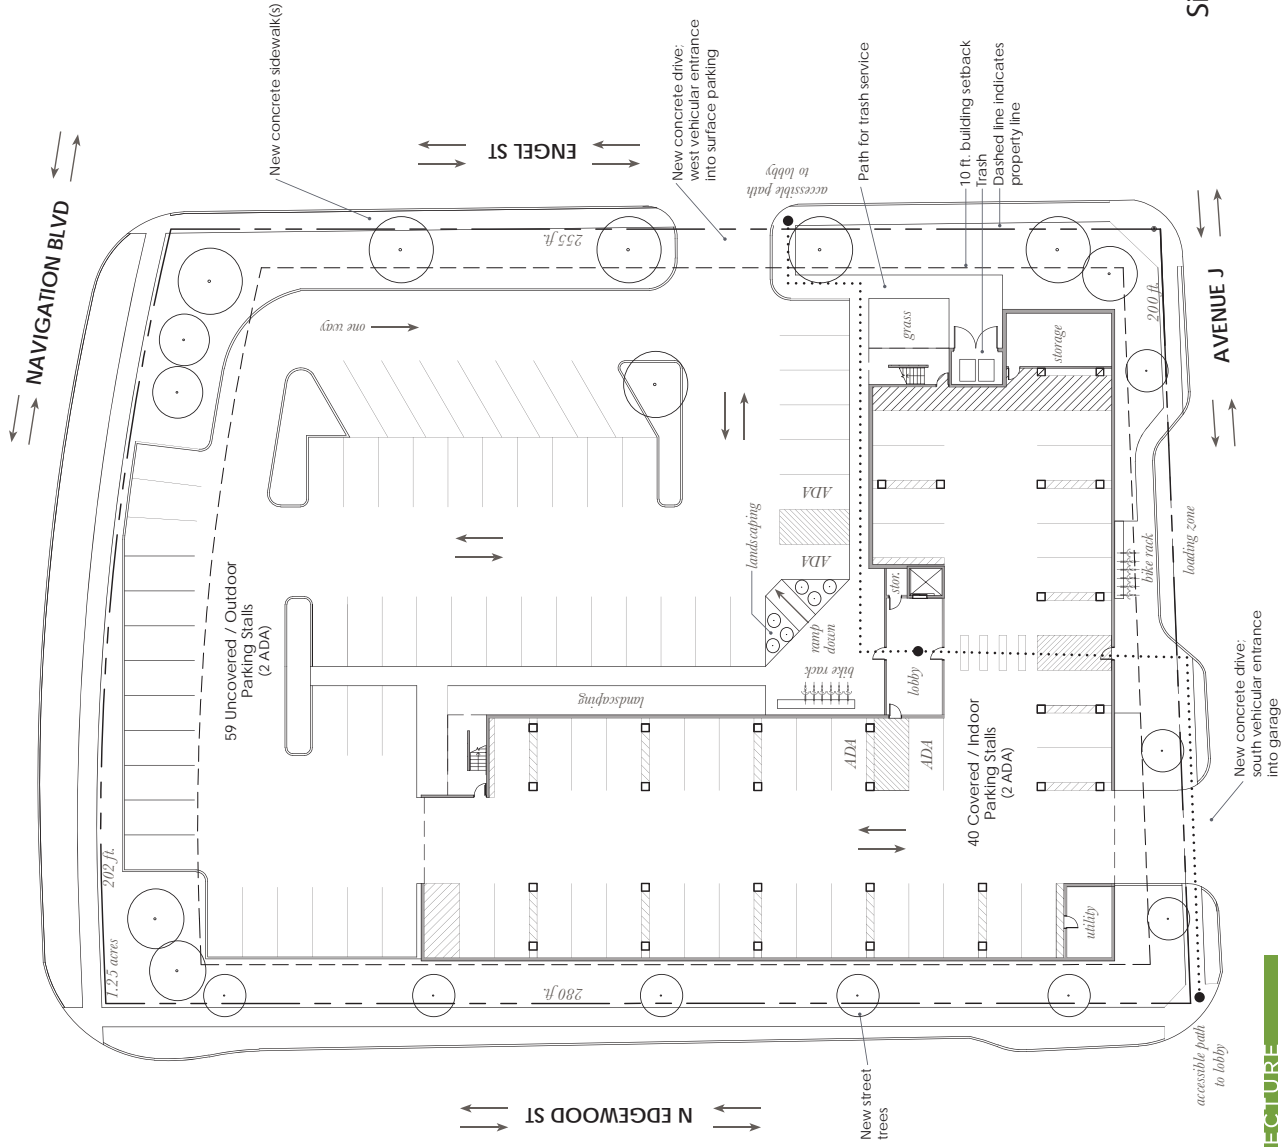 NAVIGATION BLVD
New concrete sidewalk(s)
ENGEL ST
New concrete drive;
west vehicular entrance
into surface parking
accessible path
to lobby
Path for trash service
10 ft. building setback
Trash
Dashed line indicates
property line
AVENUE J
255 ft.
200 ft.
one way
grass
storage
59 Uncovered / Outdoor
Parking Stalls
(2 ADA)
ADA
ADA
landscaping
ramp
down
bike rack
landscaping
stor.
lobby
bike rack
loading zone
ADA
ADA
40 Covered / Indoor
Parking Stalls
(2 ADA)
utility
202 ft.
1.25 acres
280 ft.
New concrete drive;
south vehicular entrance
into garage
accessible path
to lobby
New street
trees
N EDGEWOOD ST
ECTURE